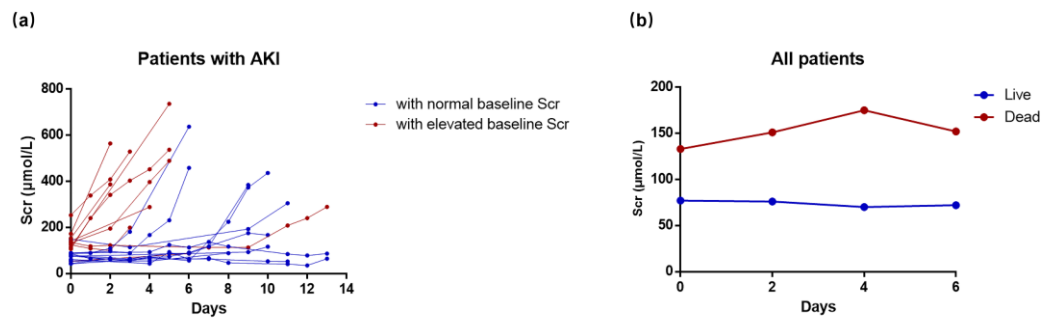 (a)
Patients with AKI
Scr (μmol/L)
800
600
400
200
0
0 2 4 6 8 10 12 14
Days
with normal baseline Scr
with elevated baseline Scr
(b)
All patients
Scr (μmol/L)
200
150
100
50
0
0 2 4 6
Days
Live
Dead